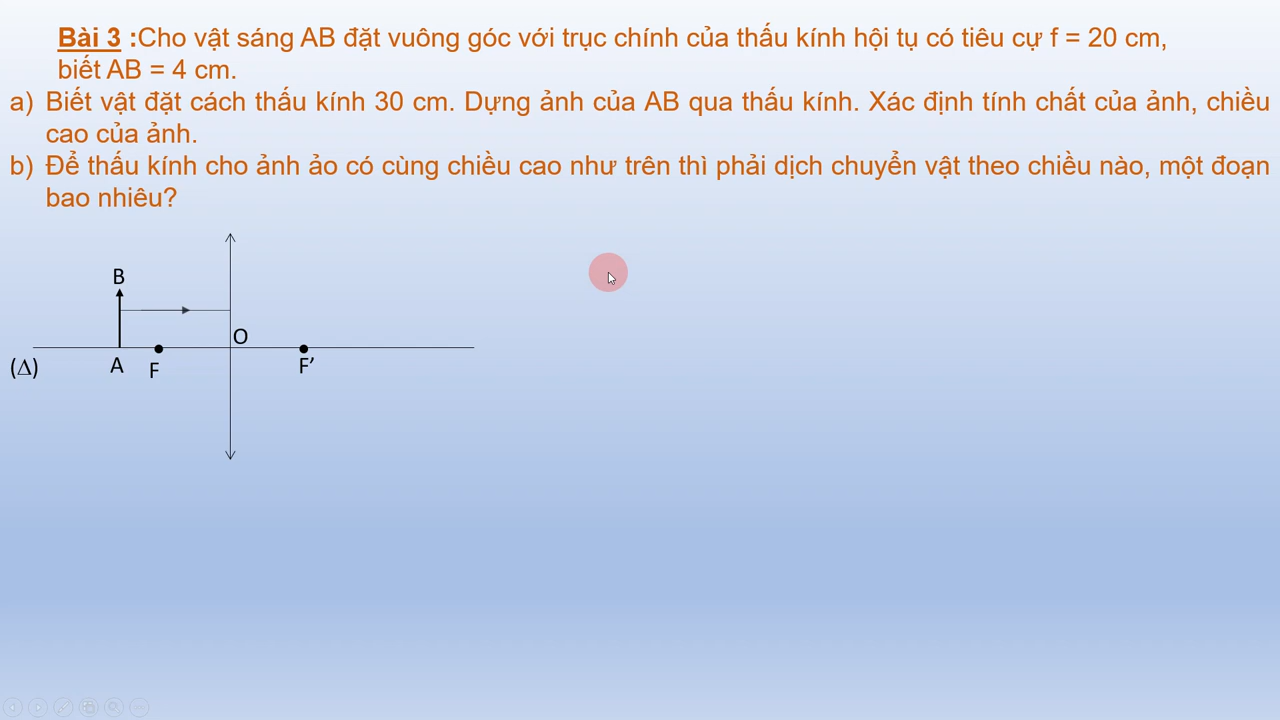 Bài 3 :Cho vật sáng AB đặt vuông góc với trục chính của thấu kính hội tụ có tiêu cự f = 20 cm,
biết AB = 4 cm.
a) Biết vật đặt cách thấu kính 30 cm. Dựng ảnh của AB qua thấu kính. Xác định tính chất của ảnh, chiều
cao của ảnh.
b) Để thấu kính cho ảnh ảo có cùng chiều cao như trên thì phải dịch chuyển vật theo chiều nào, một đoạn
bao nhiêu?
B
O
(Δ) A F F’